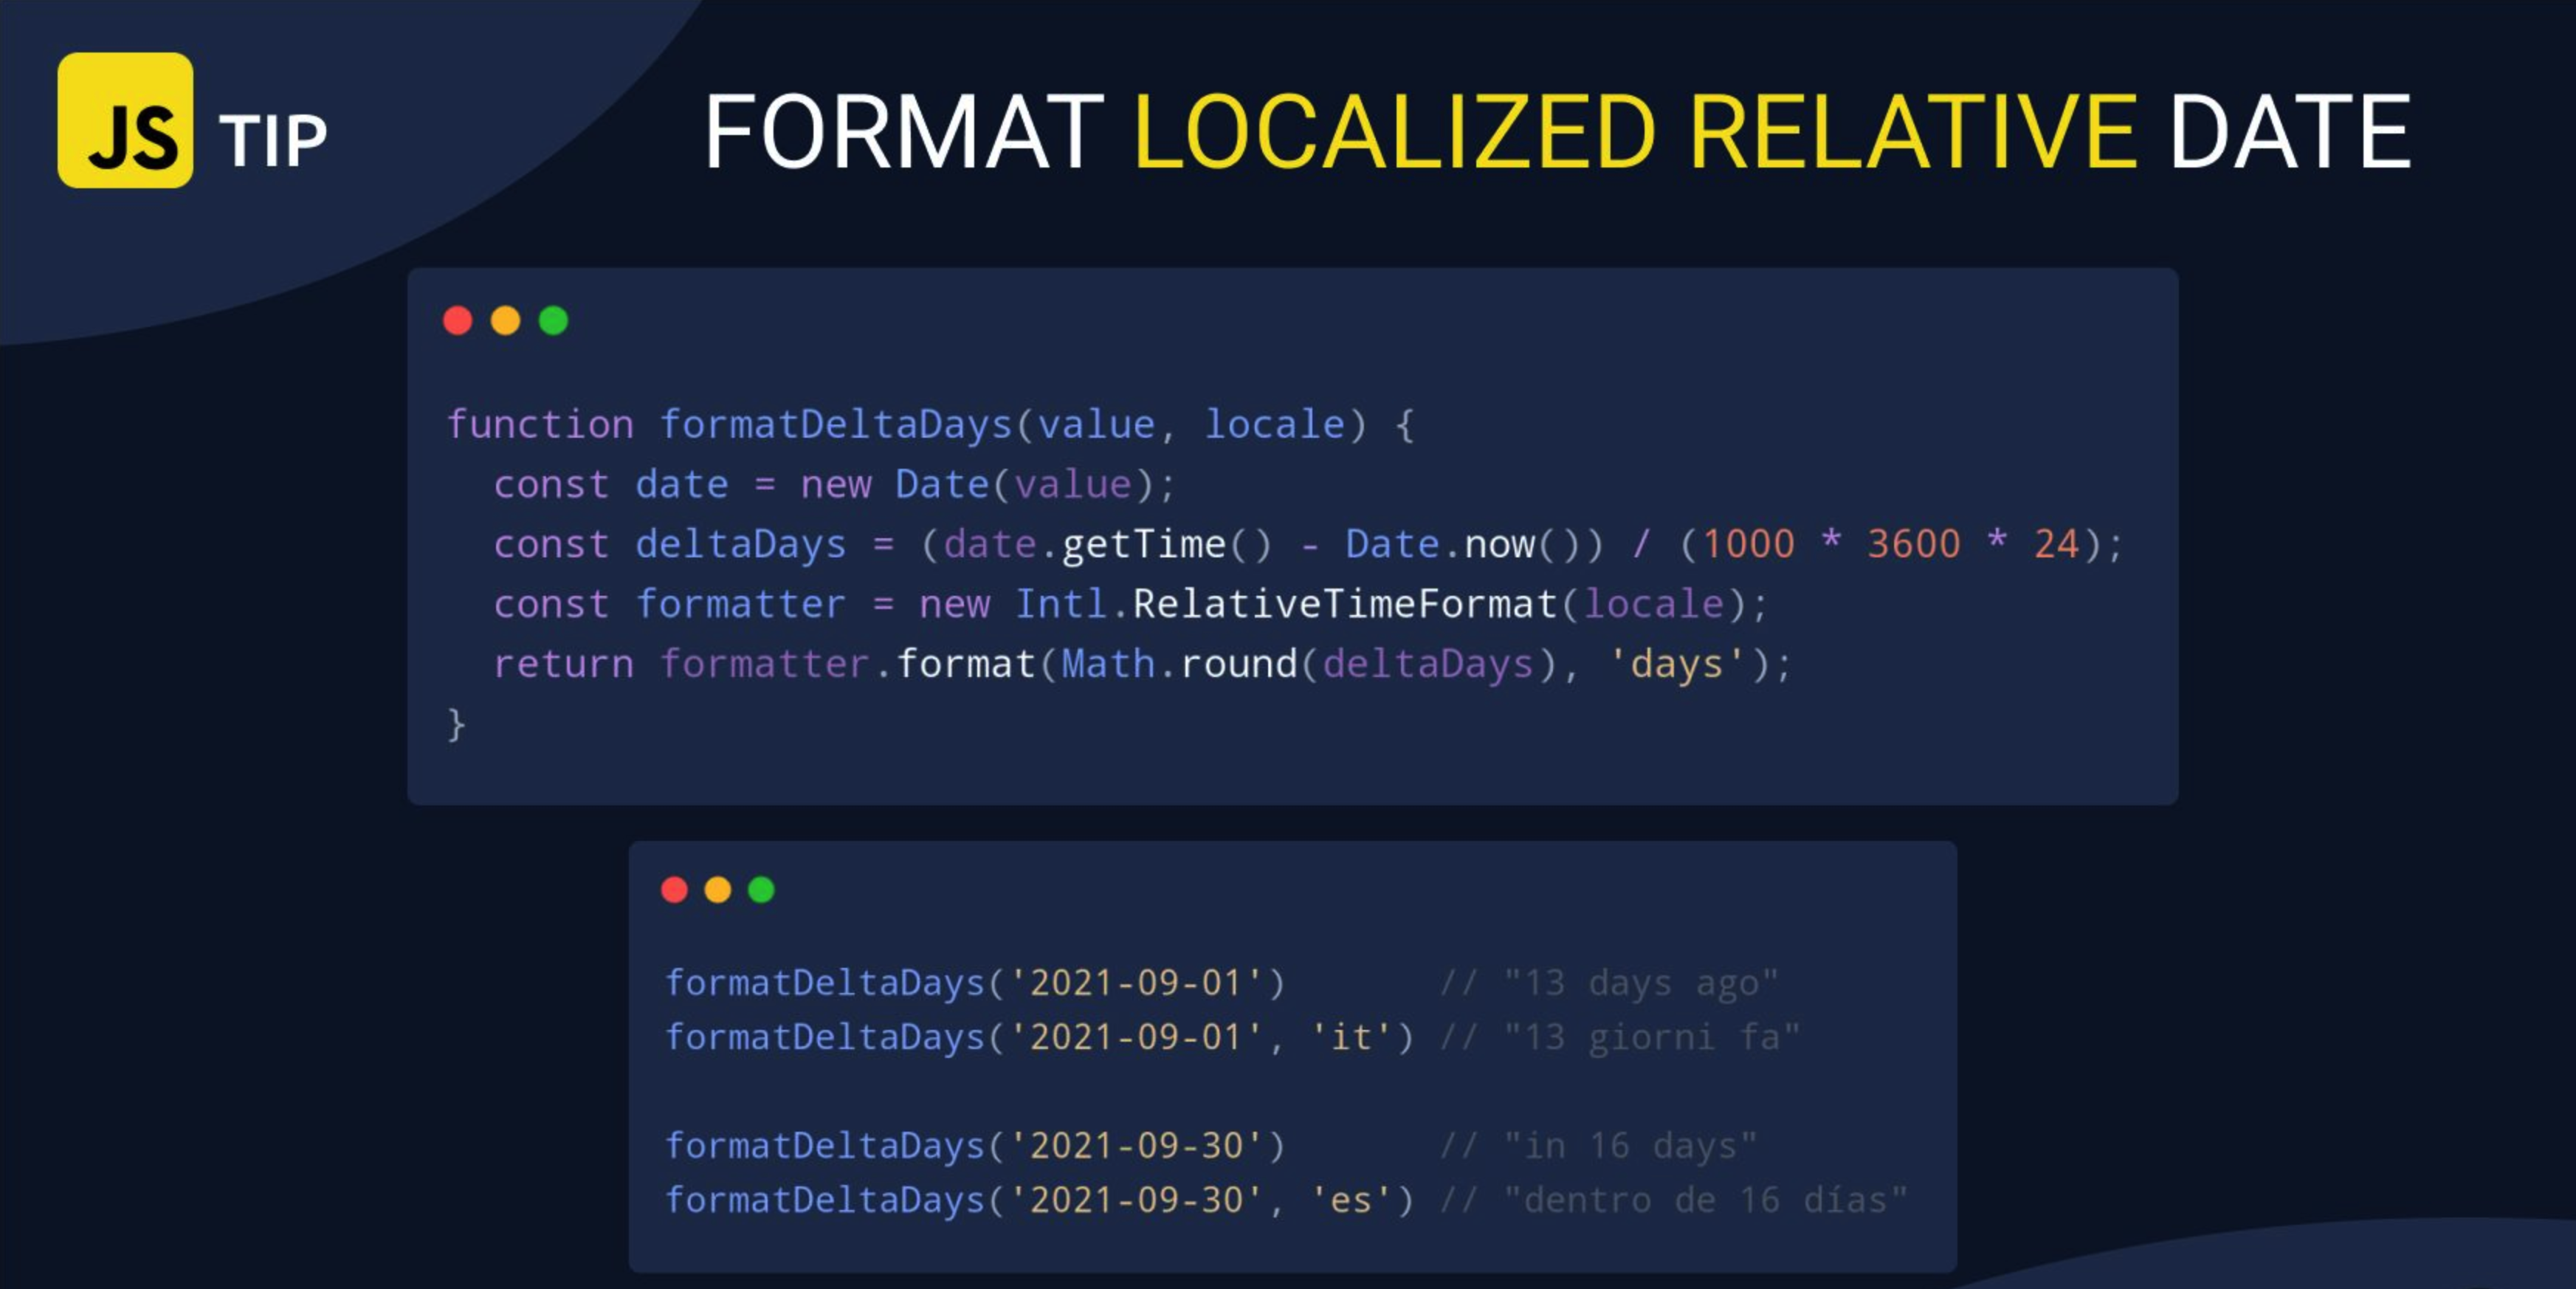 JS TIP
FORMAT LOCALIZED RELATIVE DATE
function formatDeltaDays(value, locale) {
  const date = new Date(value);
  const deltaDays = (date.getTime() - Date.now()) / (1000 * 3600 * 24);
  const formatter = new Intl.RelativeTimeFormat(locale);
  return formatter.format(Math.round(deltaDays), 'days');
}
formatDeltaDays('2021-09-01')       // "13 days ago"
formatDeltaDays('2021-09-01', 'it') // "13 giorni fa"
formatDeltaDays('2021-09-30')       // "in 16 days"
formatDeltaDays('2021-09-30', 'es') // "dentro de 16 días"